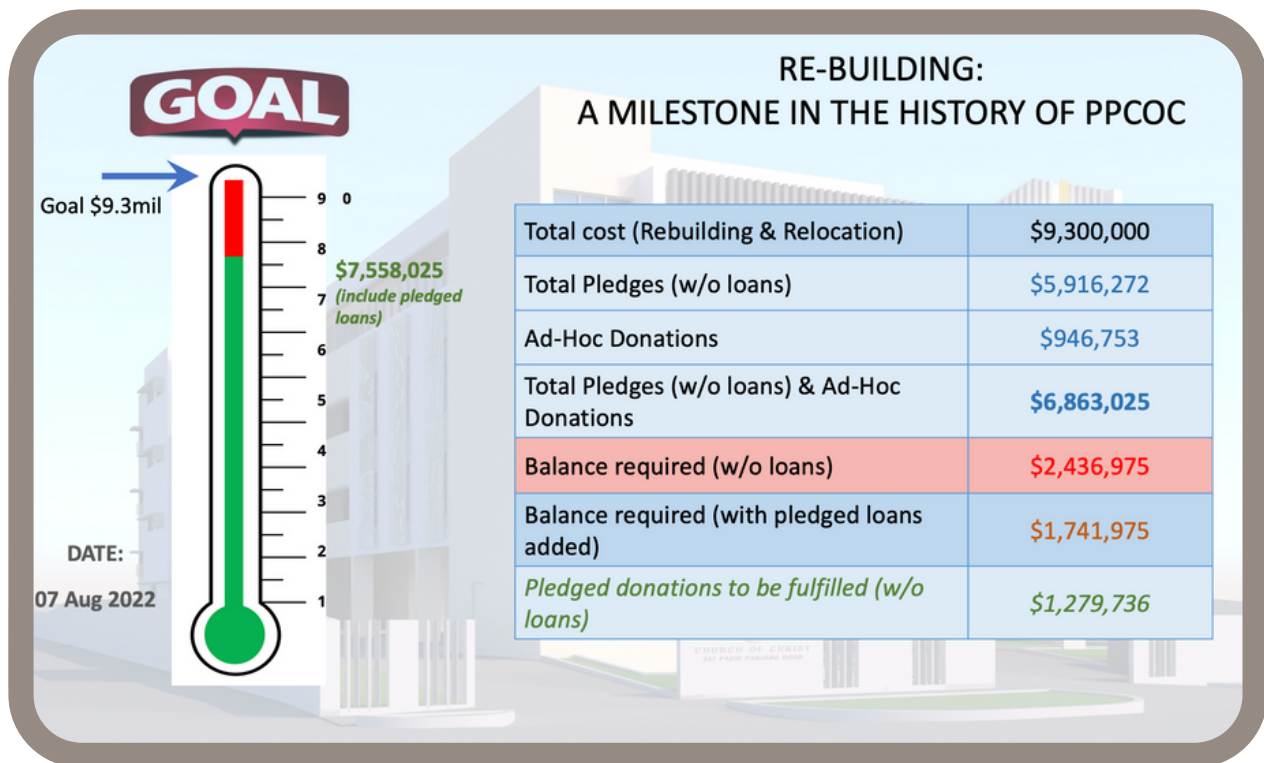 RE-BUILDING:
A MILESTONE IN THE HISTORY OF PPCOC
GOAL
Goal $9.3mil
9 0
8
$7,558,025
(include pledged
loans)
7
6
5
4
3
2
1
DATE:
07 Aug 2022
Total cost (Rebuilding & Relocation) $9,300,000
Total Pledges (w/o loans) $5,916,272
Ad-Hoc Donations $946,753
Total Pledges (w/o loans) & Ad-Hoc
Donations $6,863,025
Balance required (w/o loans) $2,436,975
Balance required (with pledged loans
added) $1,741,975
Pledged donations to be fulfilled (w/o
loans) $1,279,736
CHURCH OF CHRIST